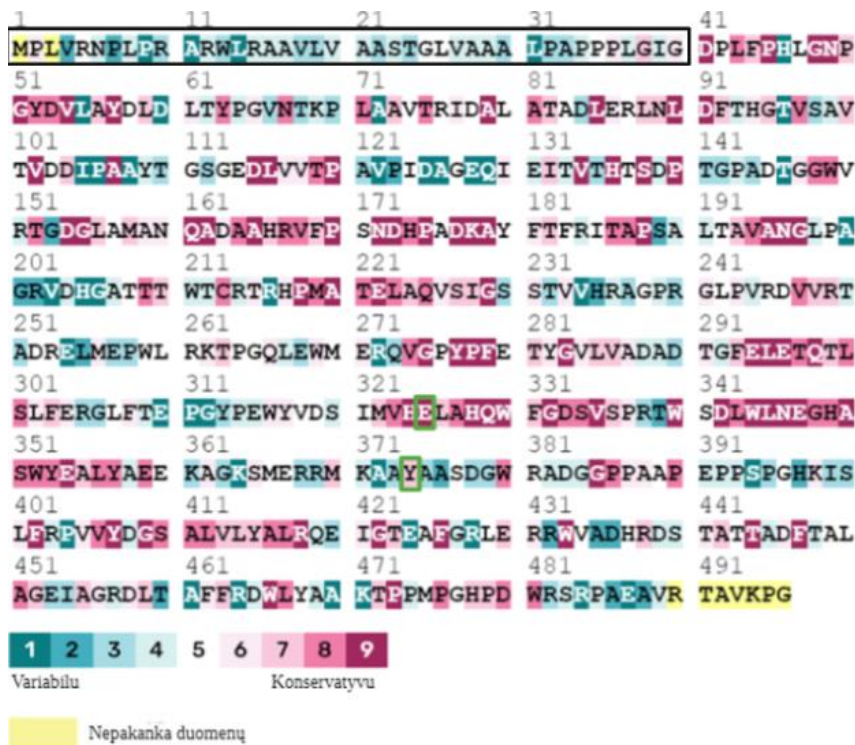 1 11 21 31 41
MPLVRNPLPR ARWLRAAVLV AASTGLVAAA LPAPPPLGIG DPLFPHLGNP
51 61 71 81 91
GYDVLAYDLD LTYPGVNTKP LAAVTRIDAL ATADLERLNL DFTHGTVSAV
101 111 121 131 141
TVDDIPAAYT GSGEDLVVTP AVPIDAGEQI EITVTHTSDP TGPADTGGWV
151 161 171 181 191
RTGDGLAMAN QADAAHRVFP SNDHPADKAY FTFRITAPSA LTAVANGLPA
201 211 221 231 241
GRVDHGATTT WTCRTRHPMA TELAQVSIGS STVVHRAGPR GLPVRDVVRT
251 261 271 281 291
ADRELMEPWL RKTPGQLEWM ERQVGPYPFE TYGVLVADAD TGFELETQTL
301 311 321 331 341
SLFERGLFTE PGYPEWYVDS IMVHELAHQW FGDSVSPRTW SDLWLNEGHA
351 361 371 381 391
SWYEALYAEE KAGKSMERRM KAAYAASDGW RADGGPPAAP EPPSPGHKIS
401 411 421 431 441
LFRPVVYDGS ALVLYALRQE IGTEAFGRLE RRWVADHRDS TATTADFTAL
451 461 471 481 491
AGEIAGRDLT AFFRDWLYAA KTPPMPGHPD WRSRPAEAVR TAVKPG
1 2 3 4 5 6 7 8 9
Variabilu Konservatyvu
Nepakanka duomenų